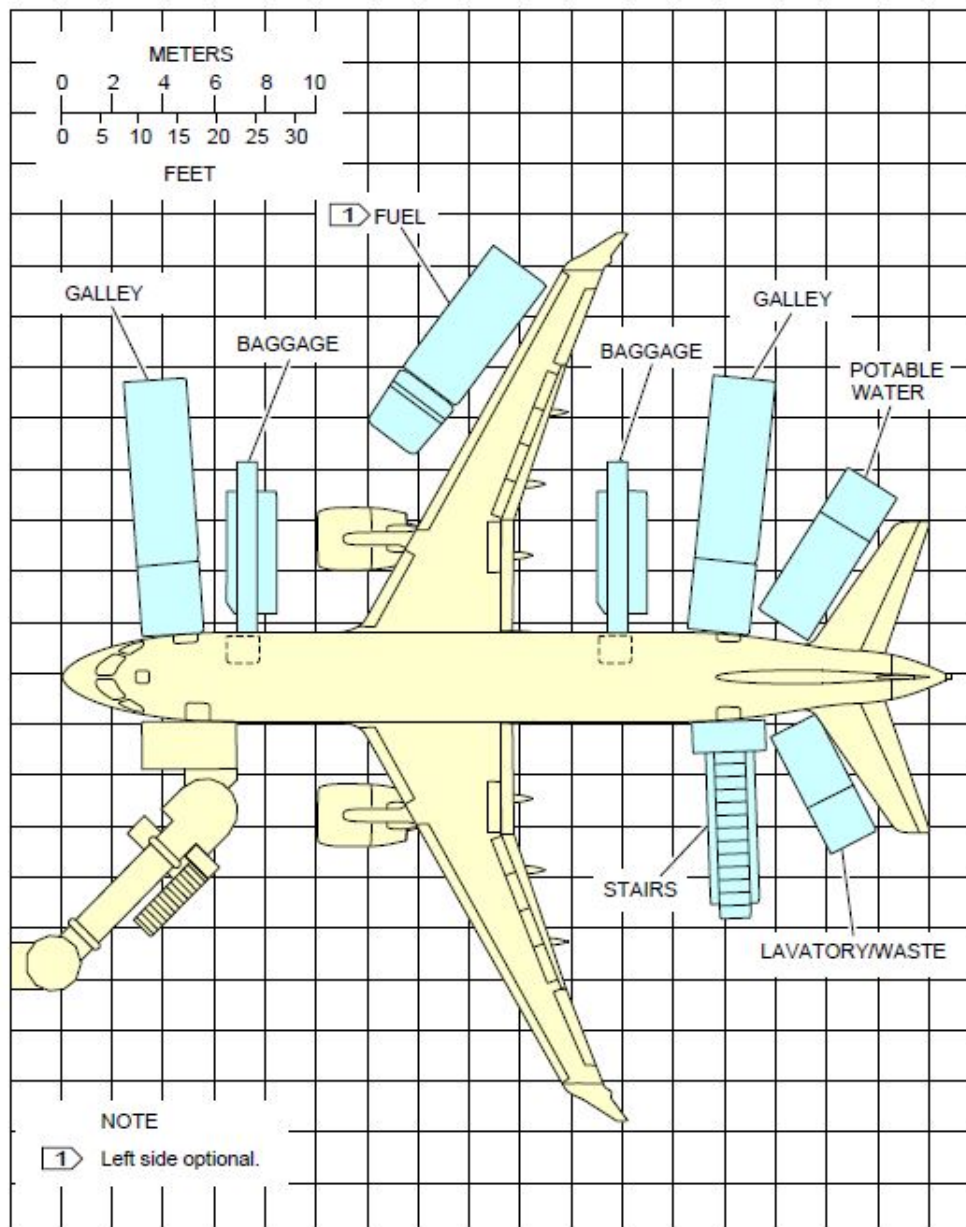 METERS
0 2 4 6 8 10
0 5 10 15 20 25 30
FEET
1 FUEL
GALLEY
GALLEY
BAGGAGE
BAGGAGE
POTABLE
WATER
STAIRS
LAVATORY/WASTE
NOTE
1 Left side optional.